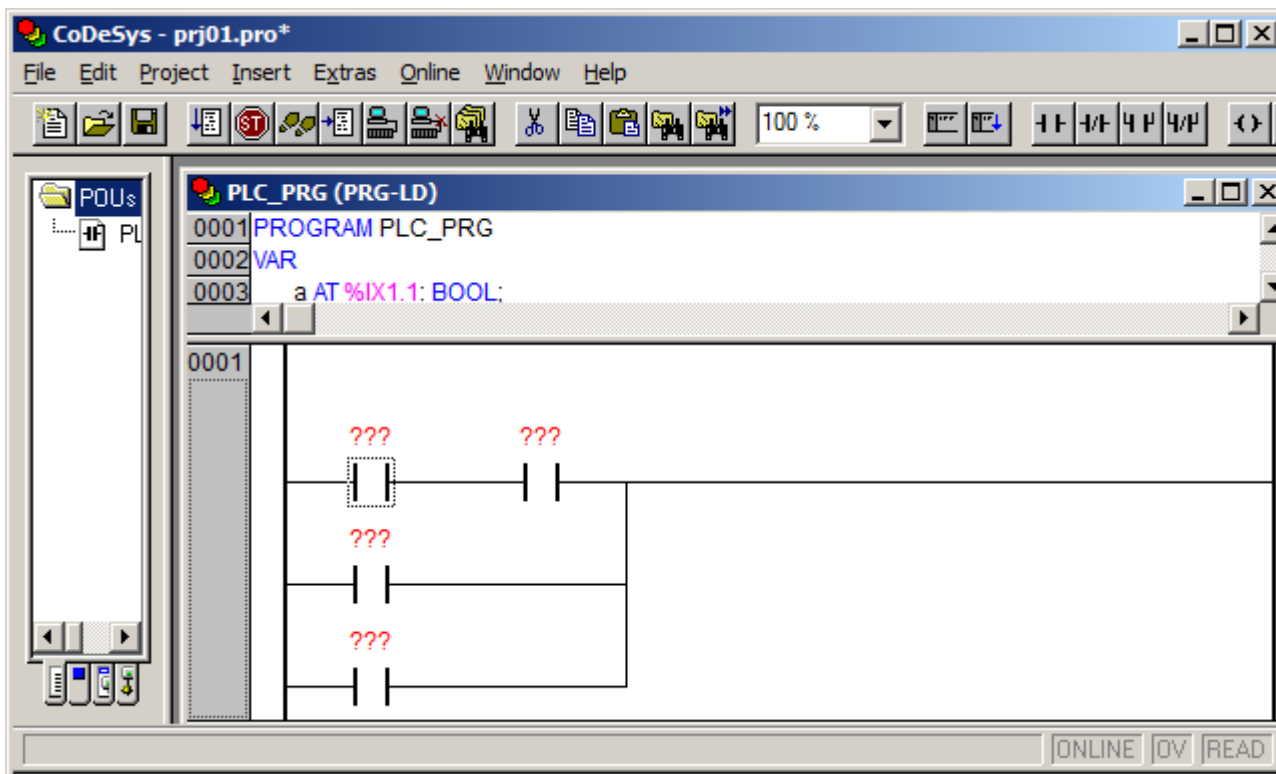 CoDeSys - prj01.pro*
File Edit Project Insert Extras Online Window Help
ST 100 %
POUs
PL
PLC_PRG (PRG-LD)
0001 PROGRAM PLC_PRG
0002 VAR
0003 a AT %IX1.1: BOOL;
0001
??? ???
???
???
ONLINE OV READ